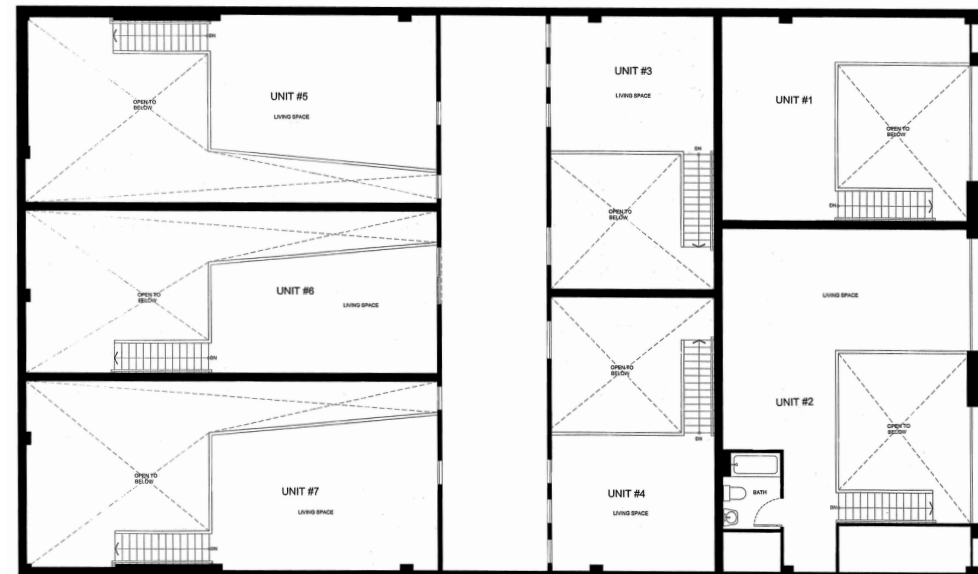 DN
OPEN TO
BELOW
UNIT #5
LIVING SPACE
UNIT #3
LIVING SPACE
DN
OPEN TO
BELOW
UNIT #1
OPEN TO
BELOW
DN
OPEN TO
BELOW
UNIT #6
LIVING SPACE
DN
OPEN TO
BELOW
DN
LIVING SPACE
UNIT #2
OPEN TO
BELOW
DN
BATH
OPEN TO
BELOW
UNIT #7
LIVING SPACE
DN
UNIT #4
LIVING SPACE